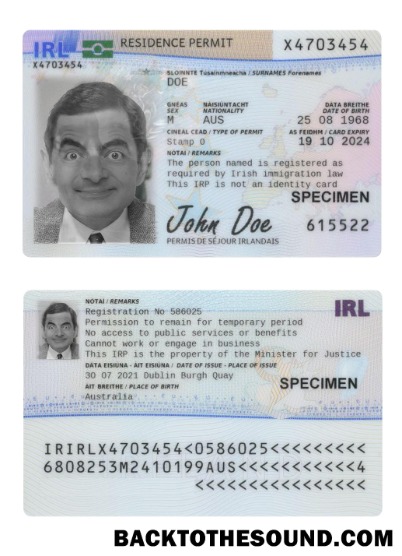 IRL RESIDENCE PERMIT X4703454
X4703454
SLOINNTE Túsainmneacha / SURNAMES Forenames
DOE
GNÉAS NÁISIÚNTACHT DATA BREITHE
SEX NATIONALITY DATE OF BIRTH
M AUS 25 08 1968
CINEÁL CEAD / TYPE OF PERMIT AS FEIDHM / CARD EXPIRY
Stamp 0 19 10 2024
NÓTAÍ / REMARKS
The person named is registered as
required by Irish immigration law
This IRP is not an identity card
SPECIMEN
John Doe 615522
PERMIS DE SÉJOUR IRLANDAIS
NÓTAÍ / REMARKS
IRL
Registration No 586025
Permission to remain for temporary period
No access to public services or benefits
Cannot work or engage in business
This IRP is the property of the Minister for Justice
DÁTA EISIÚNA - ÁIT EISIÚNA / DATE OF ISSUE - PLACE OF ISSUE
30 07 2021 Dublin Burgh Quay
SPECIMEN
ÁIT BREITHE / PLACE OF BIRTH
Australia
IRIRLX4703454<0586025<<<<<<<<<
6808253M2410199AUS<<<<<<<<<<<4
<<<<<<<<<<<<<<<<
BACKTOTHESOUND.COM